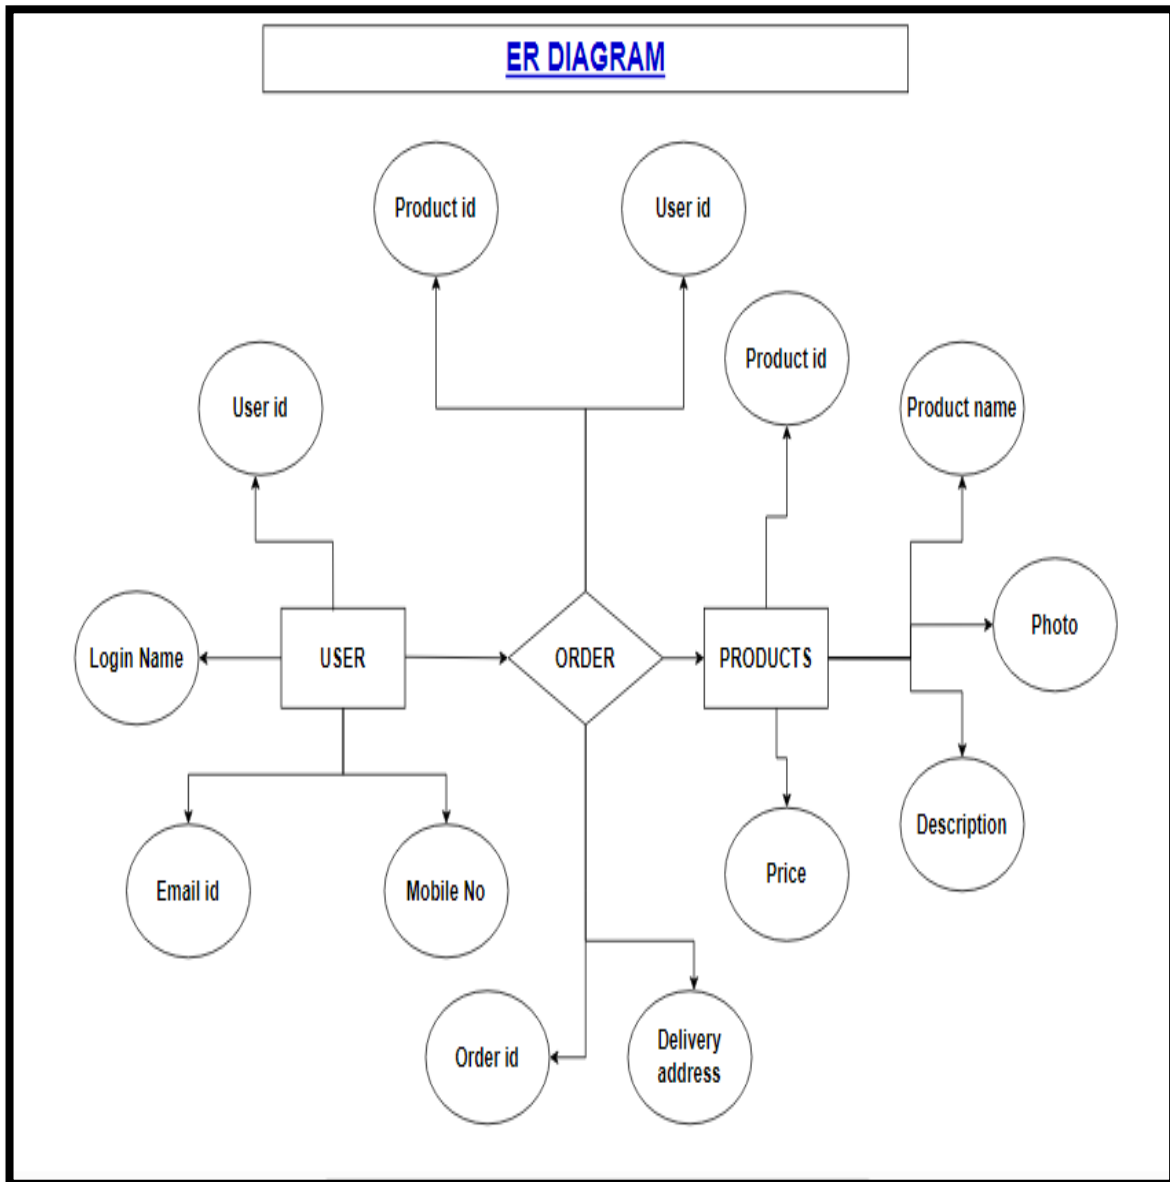 ER DIAGRAM
Product id
User id
Product id
User id
Product name
Photo
Login Name
USER
ORDER
PRODUCTS
Description
Price
Email id
Mobile No
Order id
Delivery
address